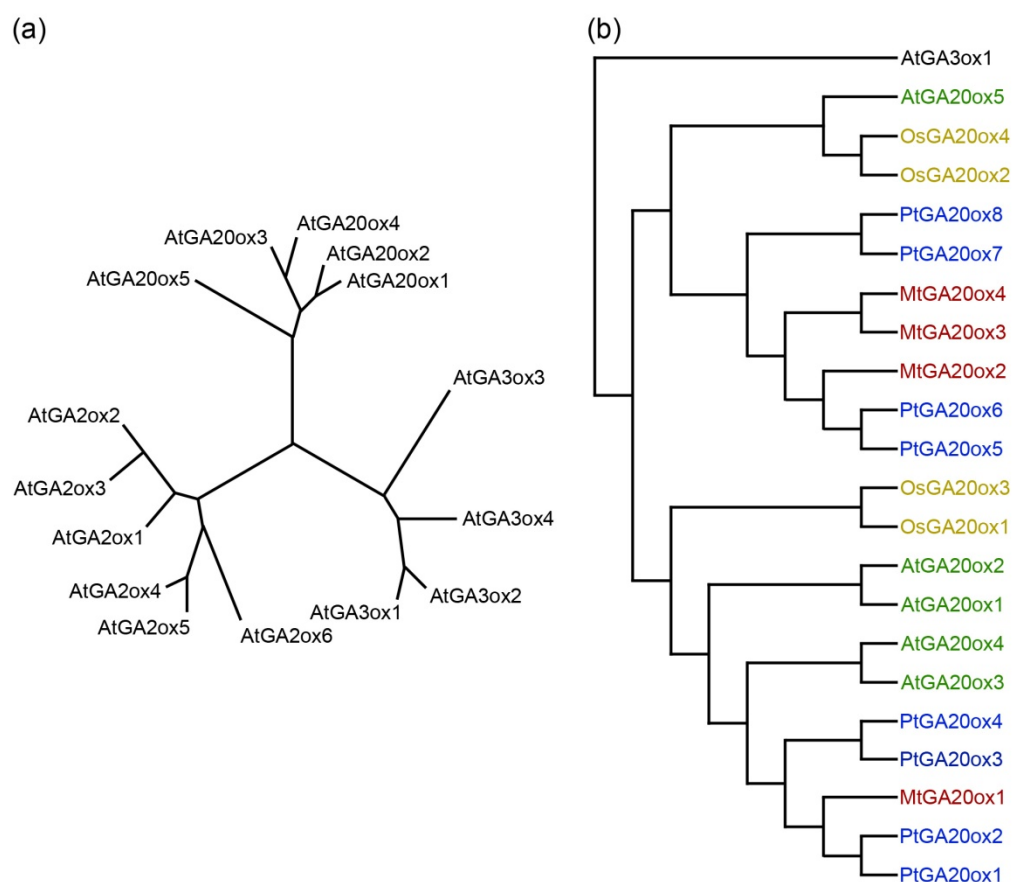 (a)
AtGA20ox4
AtGA20ox3
AtGA20ox2
AtGA20ox1
AtGA20ox5
AtGA3ox3
AtGA2ox2
AtGA2ox3
AtGA3ox4
AtGA2ox1
AtGA2ox4
AtGA3ox2
AtGA3ox1
AtGA2ox5
AtGA2ox6
(b)
AtGA3ox1
AtGA20ox5
OsGA20ox4
OsGA20ox2
PtGA20ox8
PtGA20ox7
MtGA20ox4
MtGA20ox3
MtGA20ox2
PtGA20ox6
PtGA20ox5
OsGA20ox3
OsGA20ox1
AtGA20ox2
AtGA20ox1
AtGA20ox4
AtGA20ox3
PtGA20ox4
PtGA20ox3
MtGA20ox1
PtGA20ox2
PtGA20ox1